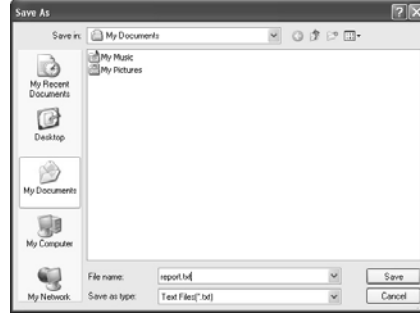 Save As
Save in: My Documents
My Music
My Pictures
My Recent
Documents
Desktop
My Documents
My Computer
My Network
File name: report.txt
Save as type: Text Files(*.txt)
Save
Cancel